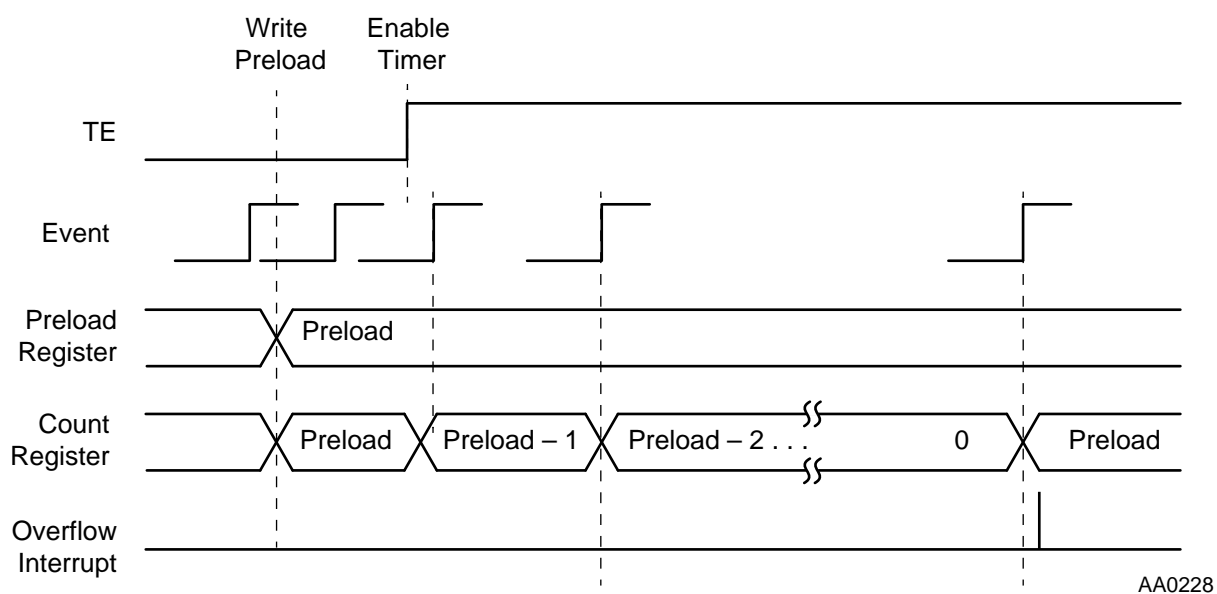 Write
Preload
Enable
Timer
TE
Event
Preload
Register
Preload
Count
Register
Preload
Preload – 1
Preload – 2 . . .
0
Preload
Overflow
Interrupt
AA0228